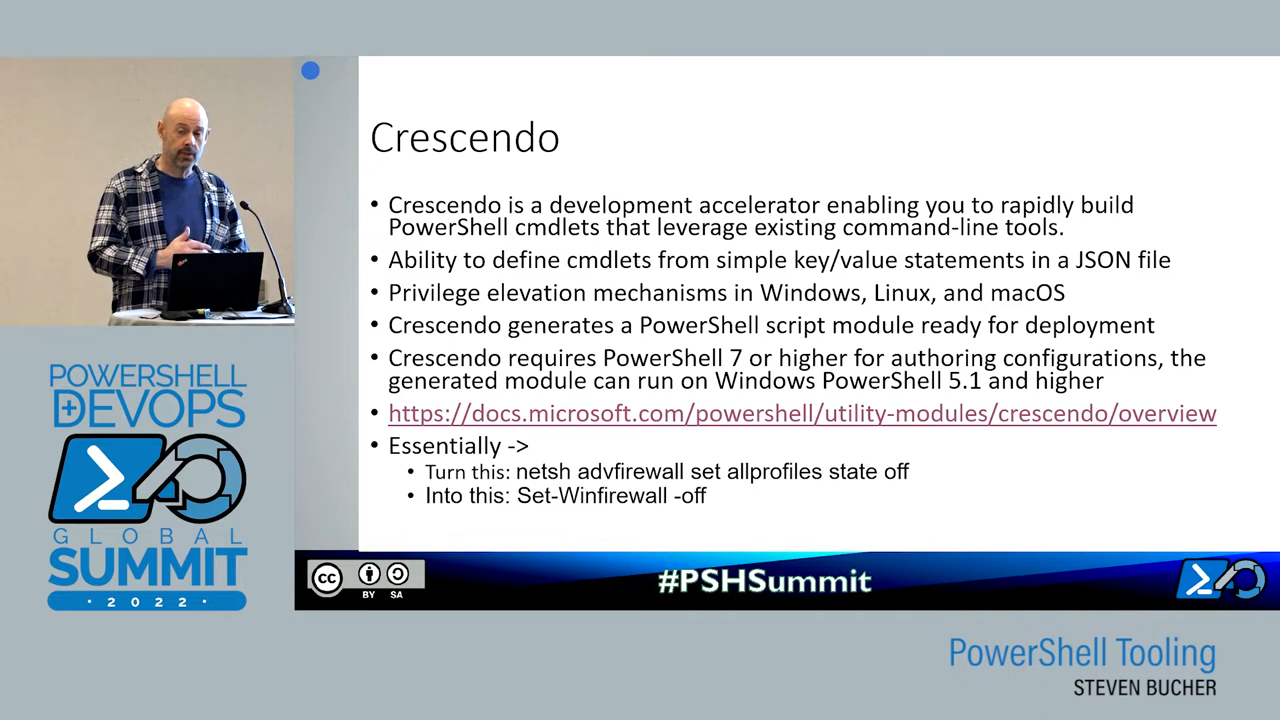 Crescendo
• Crescendo is a development accelerator enabling you to rapidly build
PowerShell cmdlets that leverage existing command-line tools.
• Ability to define cmdlets from simple key/value statements in a JSON file
• Privilege elevation mechanisms in Windows, Linux, and macOS
• Crescendo generates a PowerShell script module ready for deployment
• Crescendo requires PowerShell 7 or higher for authoring configurations, the
generated module can run on Windows PowerShell 5.1 and higher
• https://docs.microsoft.com/powershell/utility-modules/crescendo/overview
• Essentially ->
• Turn this: netsh advfirewall set allprofiles state off
• Into this: Set-Winfirewall -off
POWERSHELL
DEVOPS
GLOBAL
SUMMIT
· 2022 ·
CC BY SA
#PSHSummit
PowerShell Tooling
STEVEN BUCHER